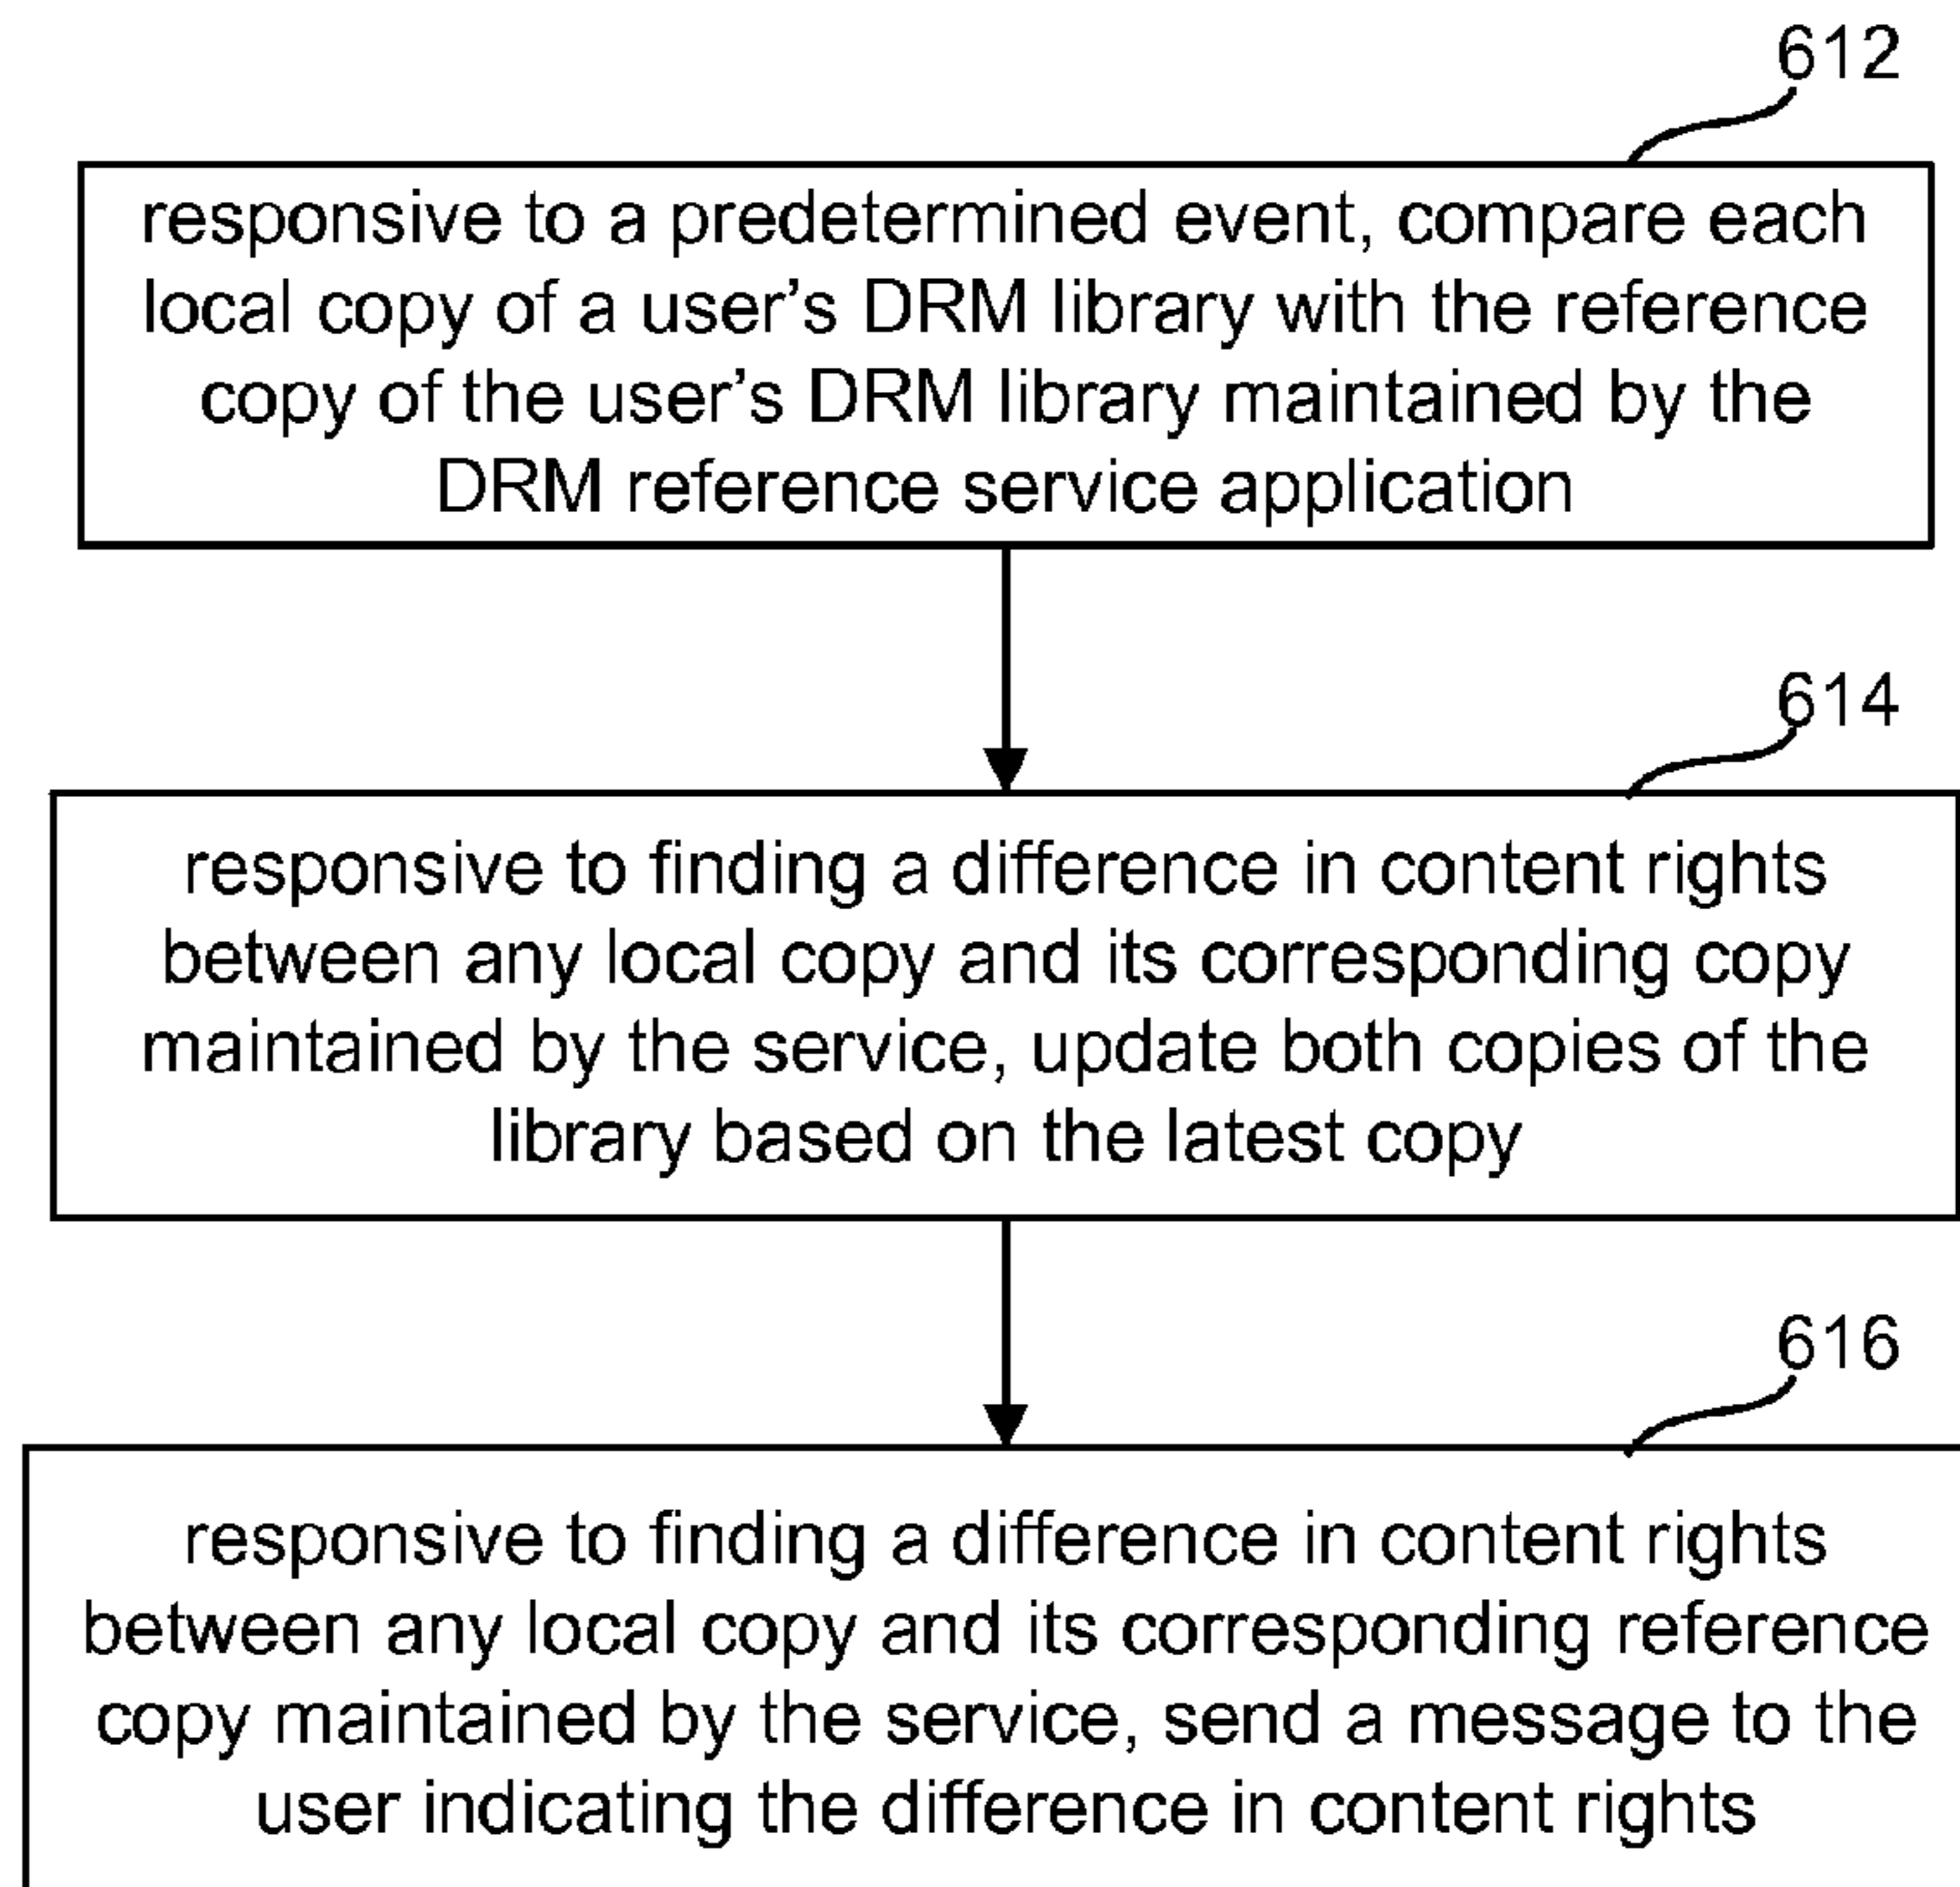 612
responsive to a predetermined event, compare each
local copy of a user's DRM library with the reference
copy of the user's DRM library maintained by the
DRM reference service application
614
responsive to finding a difference in content rights
between any local copy and its corresponding copy
maintained by the service, update both copies of the
library based on the latest copy
616
responsive to finding a difference in content rights
between any local copy and its corresponding reference
copy maintained by the service, send a message to the
user indicating the difference in content rights